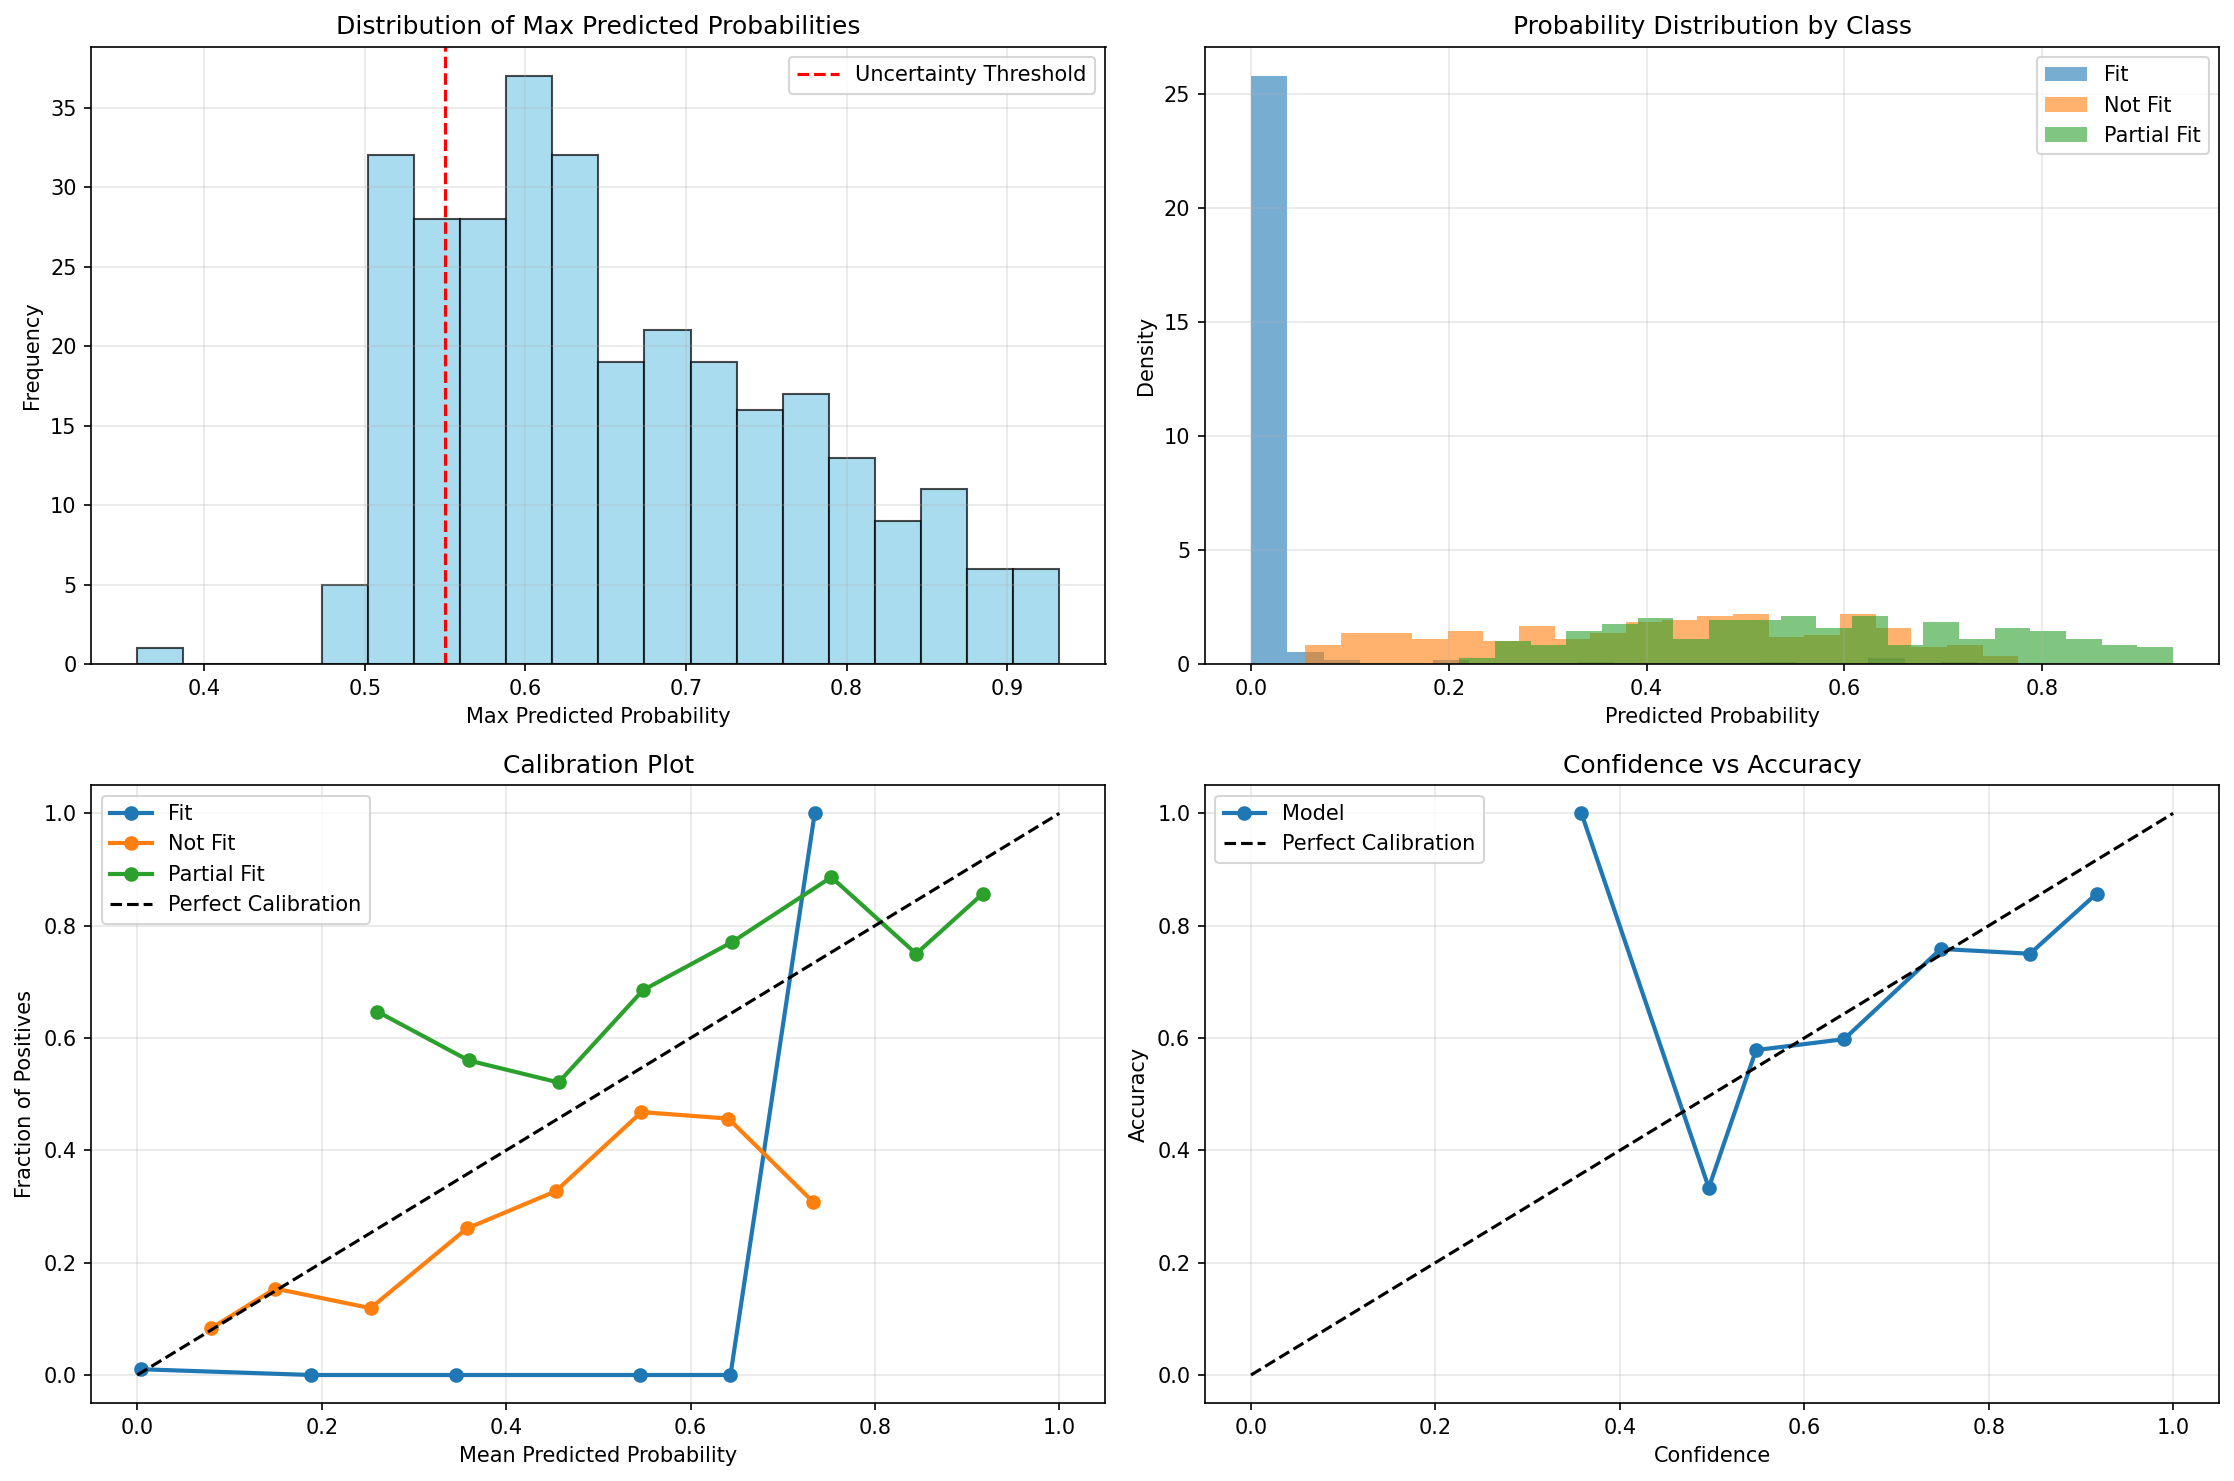 Distribution of Max Predicted Probabilities
Uncertainty Threshold
35
30
25
20
15
10
5
0
Frequency
0.4 0.5 0.6 0.7 0.8 0.9
Max Predicted Probability
Probability Distribution by Class
Fit
Not Fit
Partial Fit
25
20
15
10
5
0
Density
0.0 0.2 0.4 0.6 0.8
Predicted Probability
Calibration Plot
Fit
Not Fit
Partial Fit
Perfect Calibration
1.0
0.8
0.6
0.4
0.2
0.0
Fraction of Positives
0.0 0.2 0.4 0.6 0.8 1.0
Mean Predicted Probability
Confidence vs Accuracy
Model
Perfect Calibration
1.0
0.8
0.6
0.4
0.2
0.0
Accuracy
0.0 0.2 0.4 0.6 0.8 1.0
Confidence